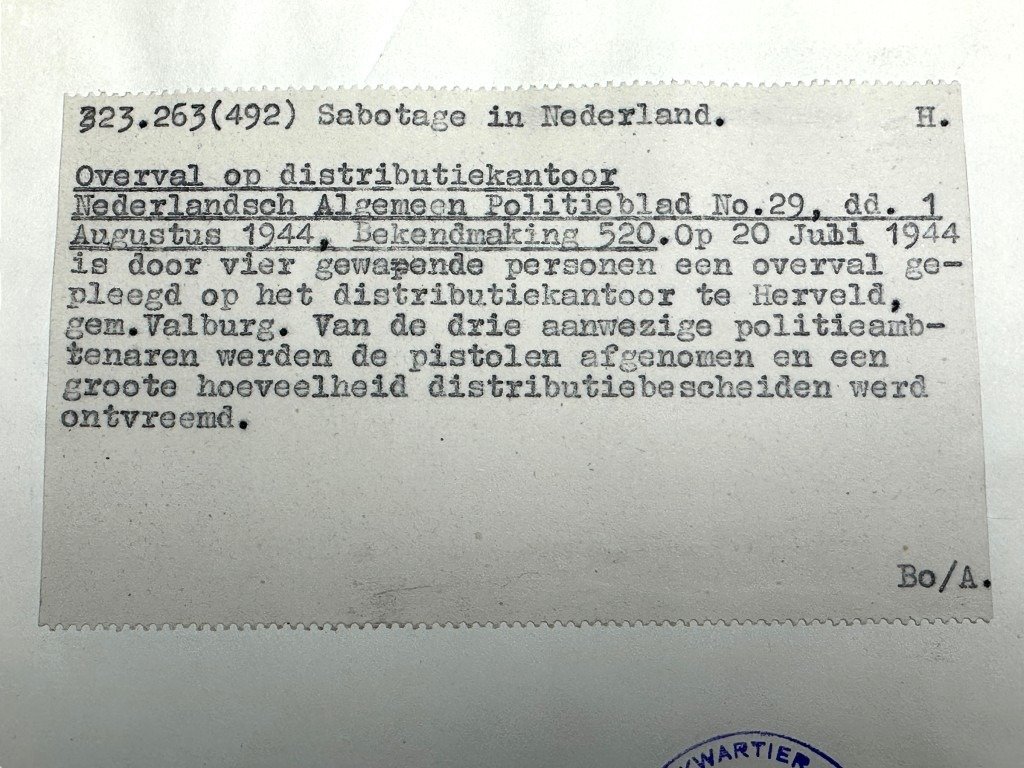 323.263(492) Sabotage in Nederland. H.
Overval op distributiekantoor
Nederlandsch Algemeen Politieblad No.29, dd. 1
Augustus 1944, Bekendmaking 520.Op 20 Juli 1944
is door vier gewapende personen een overval ge-
pleegd op het distributiekantoor te Herveld,
gem.Valburg. Van de drie aanwezige politieamb-
tenaren werden de pistolen afgenomen en een
groote hoeveelheid distributiebescheiden werd
ontvreemd.
Bo/A.
KWARTIER